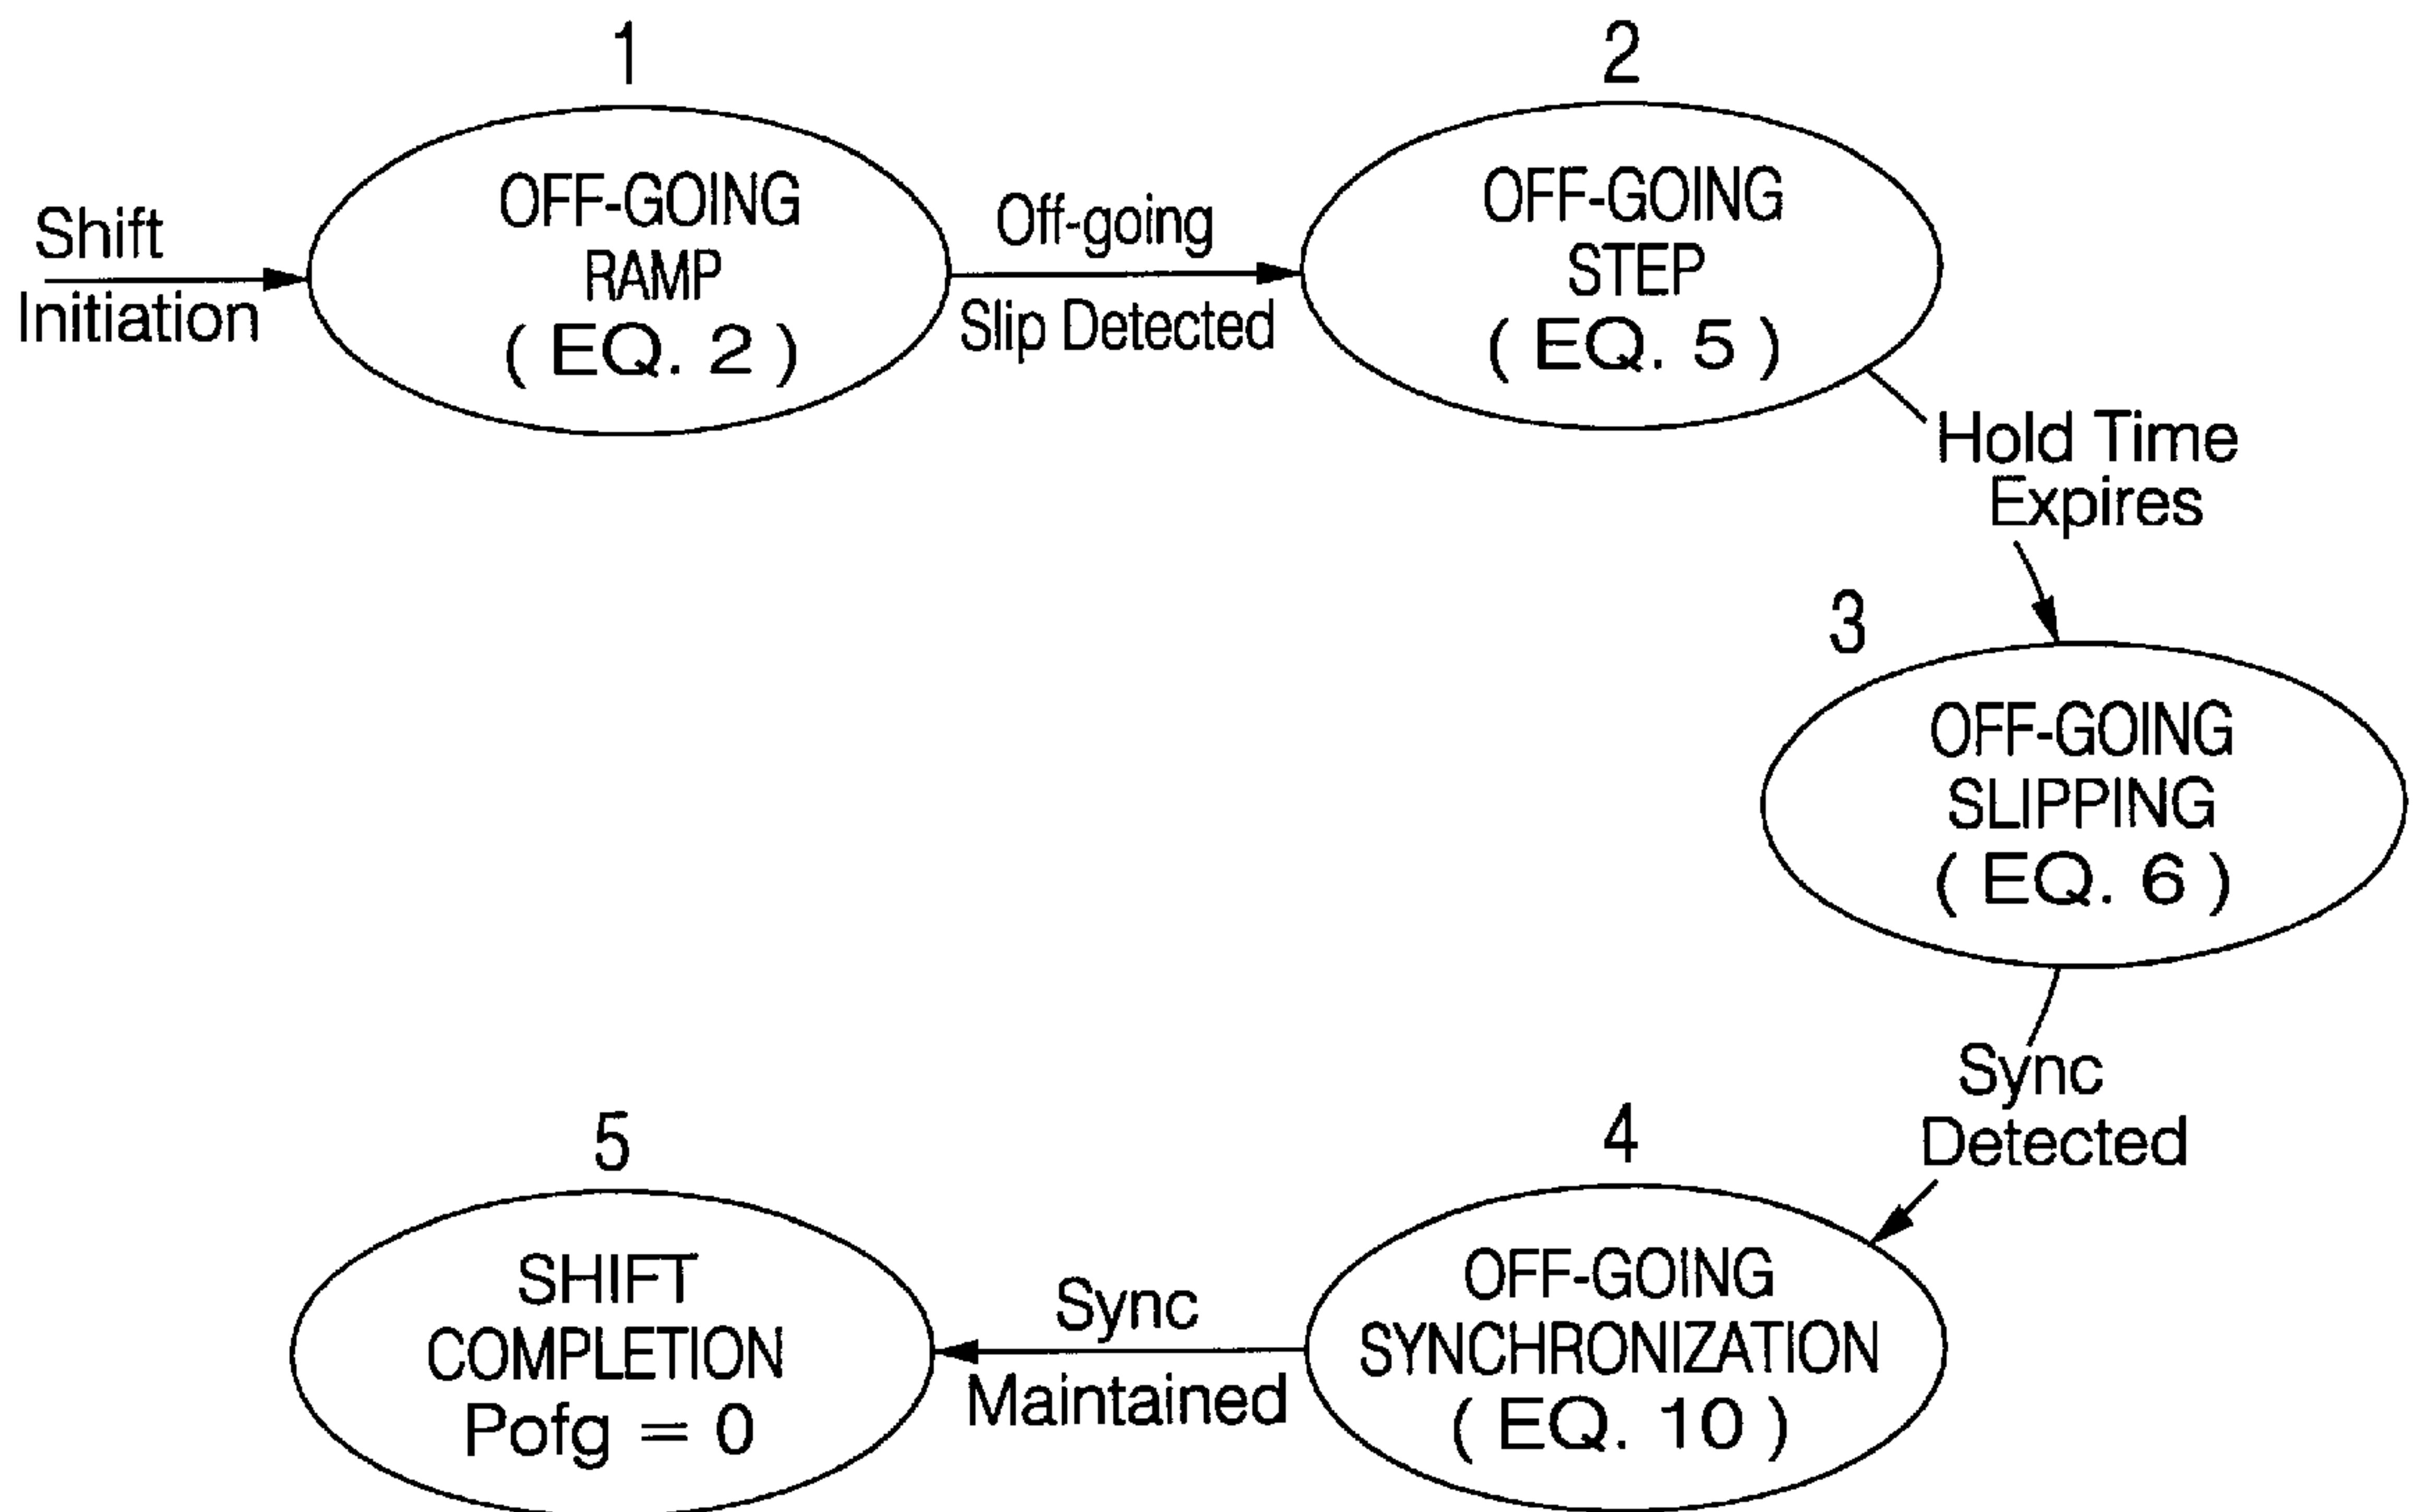 1
2
Shift
Initiation
OFF-GOING
RAMP
( EQ. 2 )
Off-going
Slip Detected
OFF-GOING
STEP
( EQ. 5 )
Hold Time
Expires
3
OFF-GOING
SLIPPING
( EQ. 6 )
Sync
Detected
4
OFF-GOING
SYNCHRONIZATION
( EQ. 10 )
Sync
Maintained
5
SHIFT
COMPLETION
Pofg = 0